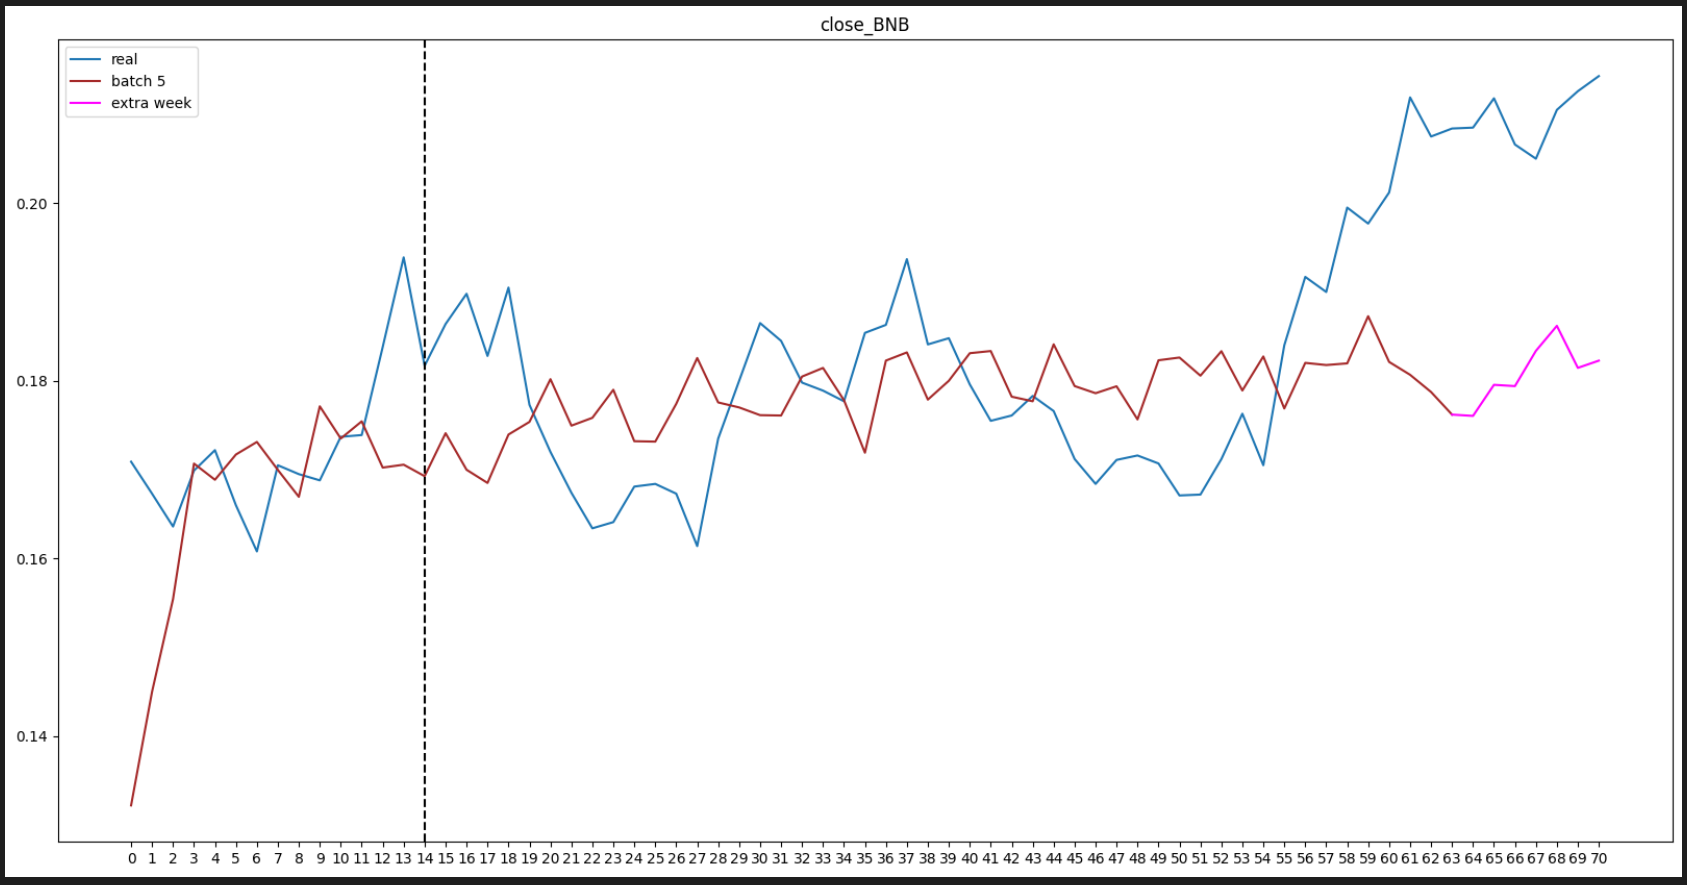 close_BNB
real
batch 5
extra week
0.20
0.18
0.16
0.14
0 1 2 3 4 5 6 7 8 9 10 11 12 13 14 15 16 17 18 19 20 21 22 23 24 25 26 27 28 29 30 31 32 33 34 35 36 37 38 39 40 41 42 43 44 45 46 47 48 49 50 51 52 53 54 55 56 57 58 59 60 61 62 63 64 65 66 67 68 69 70